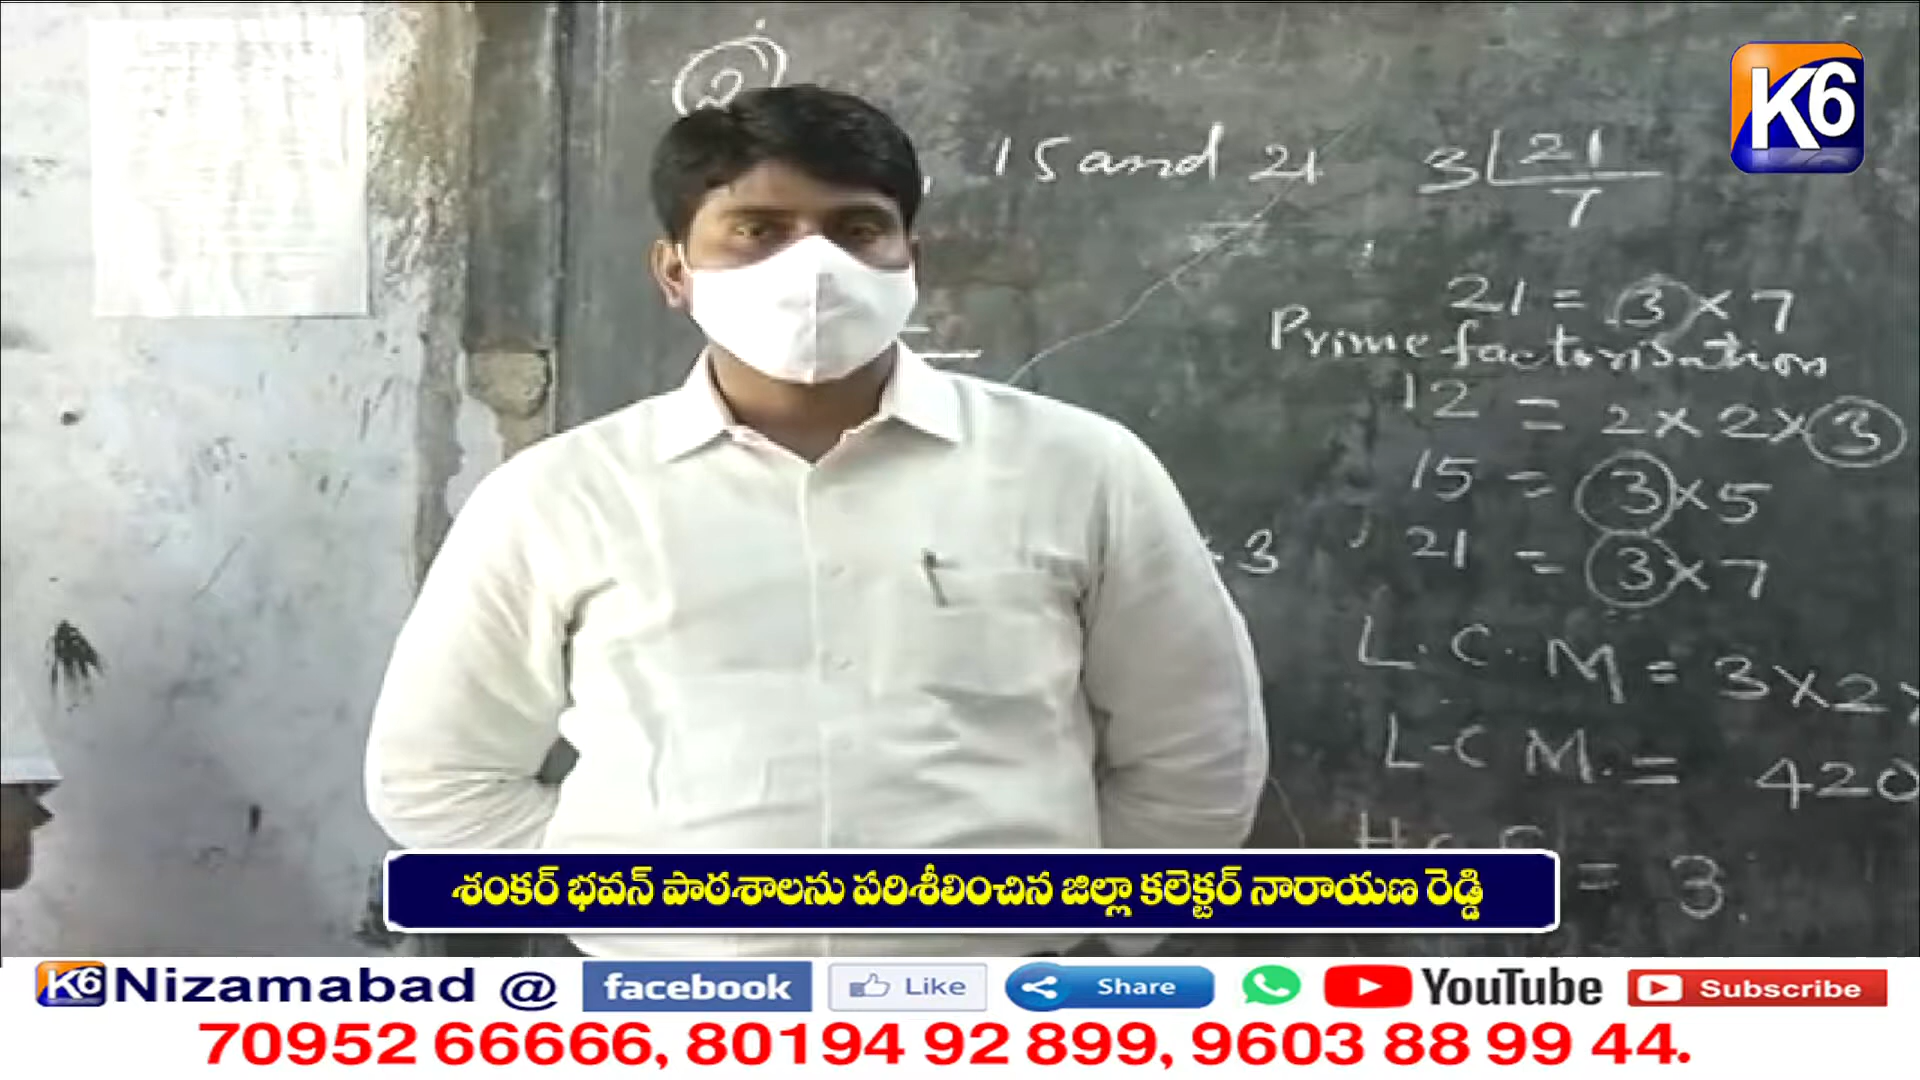 2
K6
, 15 and 21
3 21
7
21 = 3 × 7
Prime factorisation
12 = 2 × 2 × 3
15 = 3 × 5
3
21 = 3 × 7
L.C.M = 3 × 2 ×
L.C M. = 420
H.C.F = 3.
శంకర్ భవన్ పాఠశాలను పరిశీలించిన జిల్లా కలెక్టర్ నారాయణ రెడ్డి
K6 Nizamabad @ facebook Like Share YouTube Subscribe
70952 66666, 80194 92 899, 9603 88 99 44.